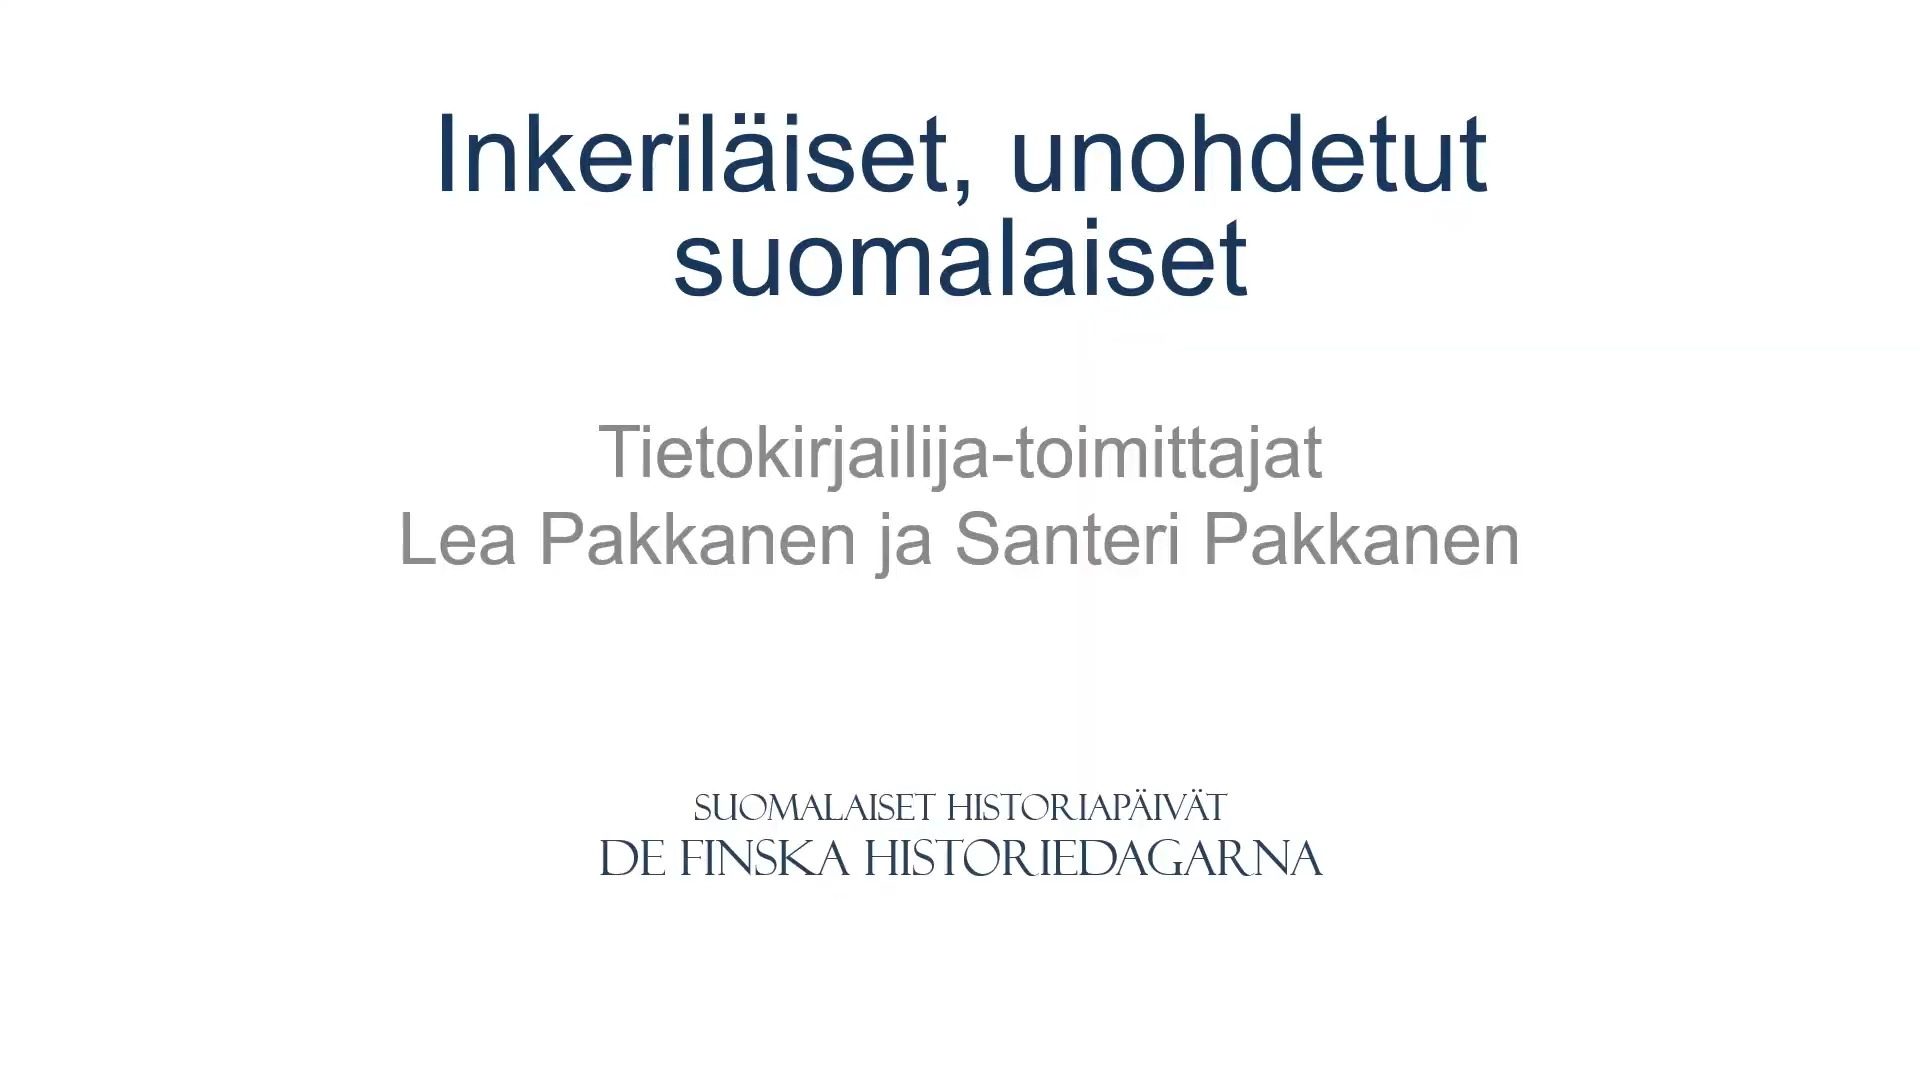 Inkeriläiset, unohdetut
suomalaiset
Tietokirjailija-toimittajat
Lea Pakkanen ja Santeri Pakkanen
SUOMALAISET HISTORIAPÄIVÄT
DE FINSKA HISTORIEDAGARNA